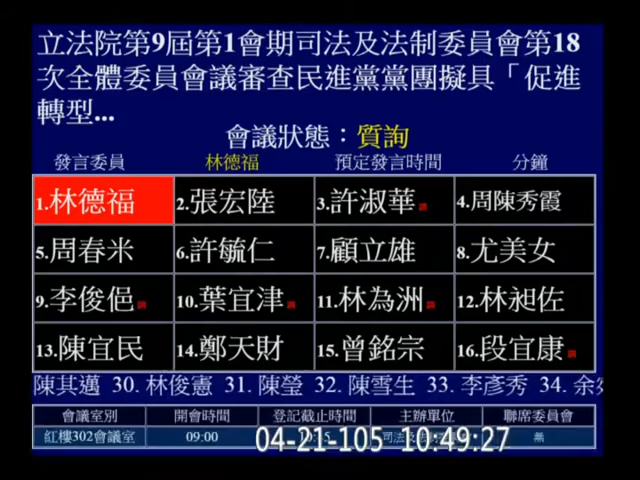 立法院第9屆第1會期司法及法制委員會第18
次全體委員會議審查民進黨黨團擬具「促進
轉型...
會議狀態：質詢
發言委員 林德福 預定發言時間 分鐘
1.林德福 2.張宏陸 3.許淑華 4.周陳秀霞
5.周春米 6.許毓仁 7.顧立雄 8.尤美女
9.李俊俋 10.葉宜津 11.林為洲 12.林昶佐
13.陳宜民 14.鄭天財 15.曾銘宗 16.段宜康
陳其邁 30. 林俊憲 31. 陳瑩 32. 陳雪生 33. 李彥秀 34. 余
會議室別 開會時間 登記截止時間 主辦單位 聯席委員會
紅樓302會議室 09:00 司法及法 無
04-21-105 10:49:27